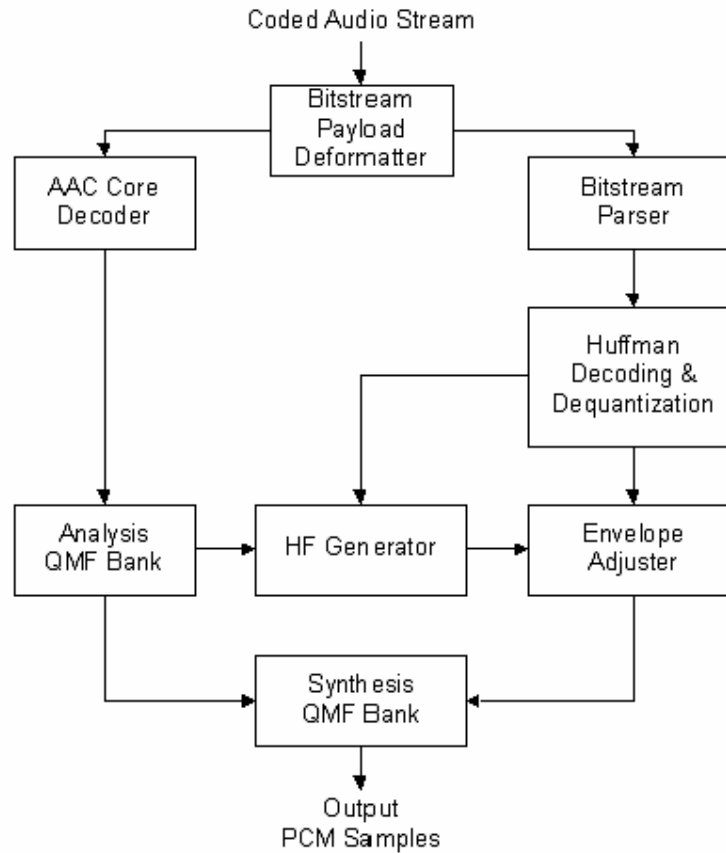 Coded Audio Stream
Bitstream
Payload
Deformatter
AAC Core
Decoder
Bitstream
Parser
Huffman
Decoding &
Dequantization
Analysis
QMF Bank
HF Generator
Envelope
Adjuster
Synthesis
QMF Bank
Output
PCM Samples